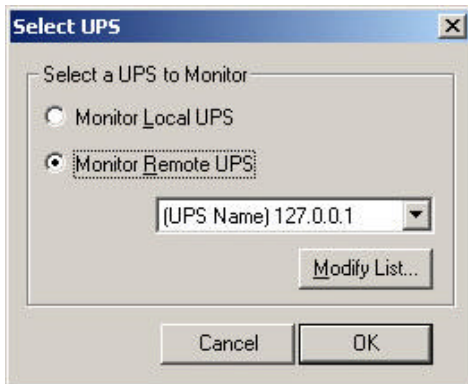 Select UPS
Select a UPS to Monitor
Monitor Local UPS
Monitor Remote UPS
(UPS Name) 127.0.0.1
Modify List...
Cancel OK